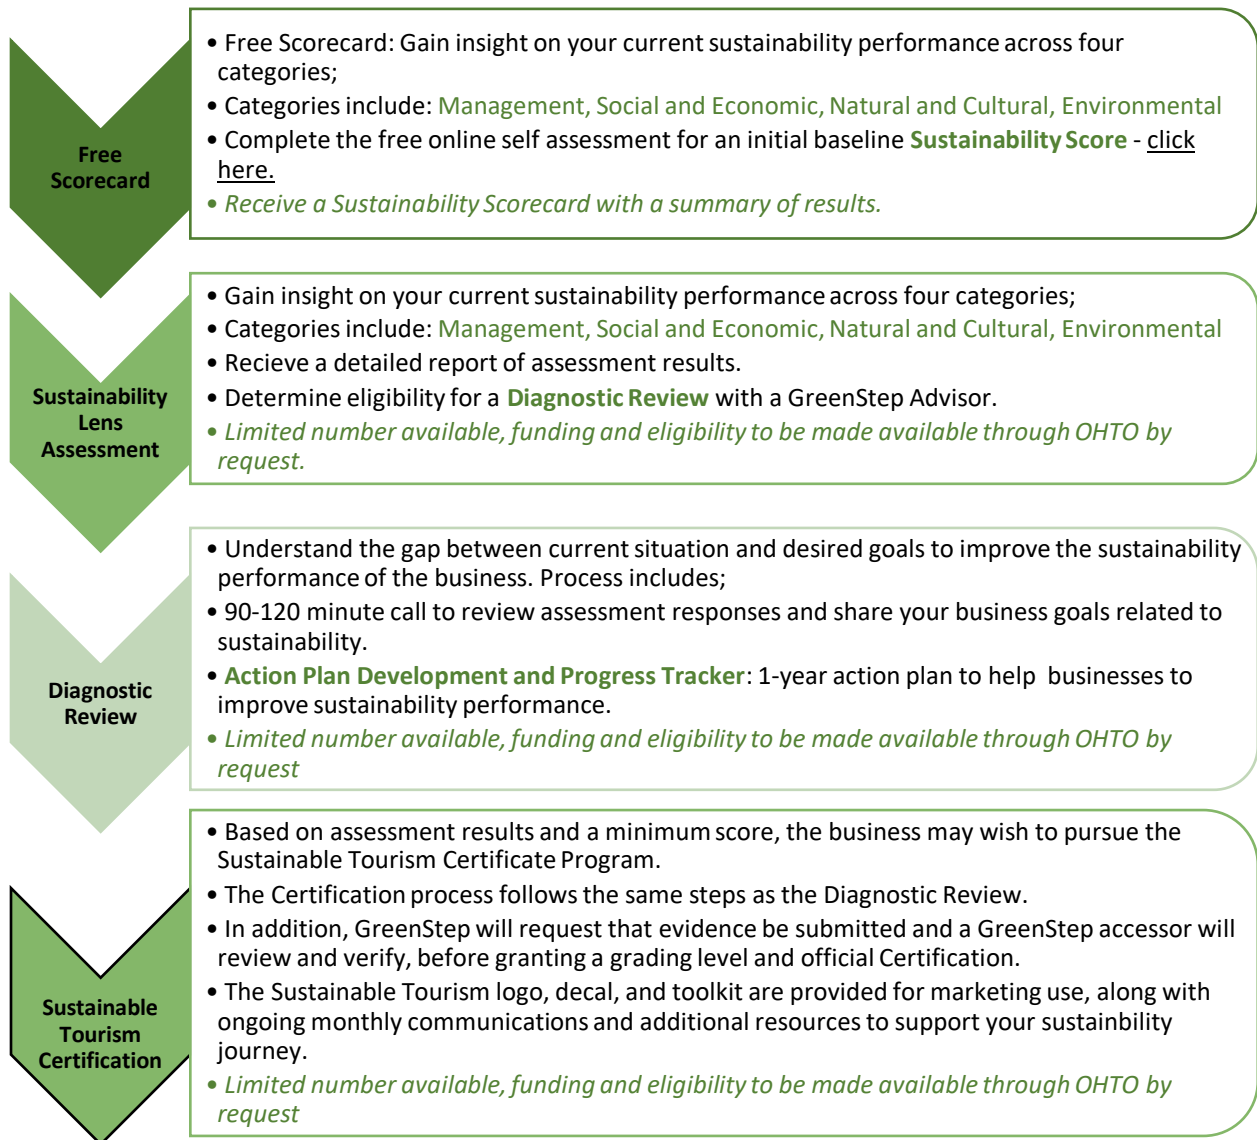 Free
Scorecard
• Free Scorecard: Gain insight on your current sustainability performance across four
categories;
• Categories include: Management, Social and Economic, Natural and Cultural, Environmental
• Complete the free online self assessment for an initial baseline Sustainability Score - click
here.
• Receive a Sustainability Scorecard with a summary of results.
Sustainability
Lens
Assessment
• Gain insight on your current sustainability performance across four categories;
• Categories include: Management, Social and Economic, Natural and Cultural, Environmental
• Recieve a detailed report of assessment results.
• Determine eligibility for a Diagnostic Review with a GreenStep Advisor.
• Limited number available, funding and eligibility to be made available through OHTO by
request.
Diagnostic
Review
• Understand the gap between current situation and desired goals to improve the sustainability
performance of the business. Process includes;
• 90-120 minute call to review assessment responses and share your business goals related to
sustainability.
• Action Plan Development and Progress Tracker: 1-year action plan to help businesses to
improve sustainability performance.
• Limited number available, funding and eligibility to be made available through OHTO by
request
Sustainable
Tourism
Certification
• Based on assessment results and a minimum score, the business may wish to pursue the
Sustainable Tourism Certificate Program.
• The Certification process follows the same steps as the Diagnostic Review.
• In addition, GreenStep will request that evidence be submitted and a GreenStep accessor will
review and verify, before granting a grading level and official Certification.
• The Sustainable Tourism logo, decal, and toolkit are provided for marketing use, along with
ongoing monthly communications and additional resources to support your sustainbility
journey.
• Limited number available, funding and eligibility to be made available through OHTO by
request